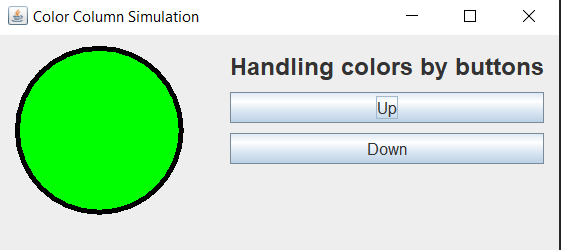 Color Column Simulation
Handling colors by buttons
Up
Down